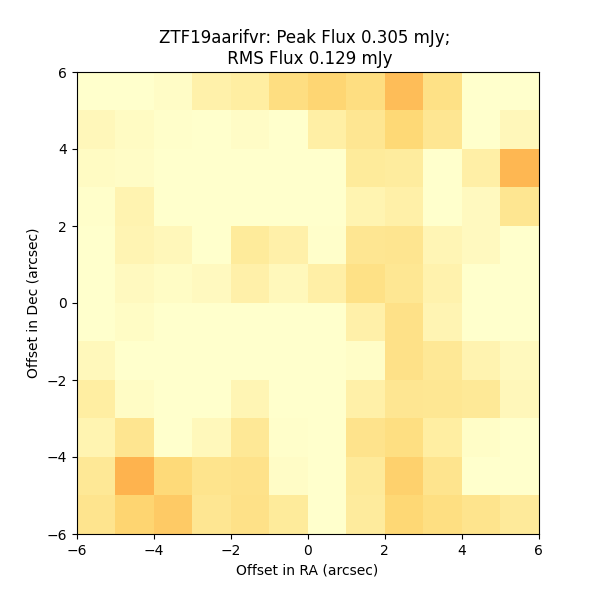 ZTF19aarifvr: Peak Flux 0.305 mJy;
RMS Flux 0.129 mJy
6
4
2
0
−2
−4
−6
Offset in Dec (arcsec)
−6 −4 −2 0 2 4 6
Offset in RA (arcsec)